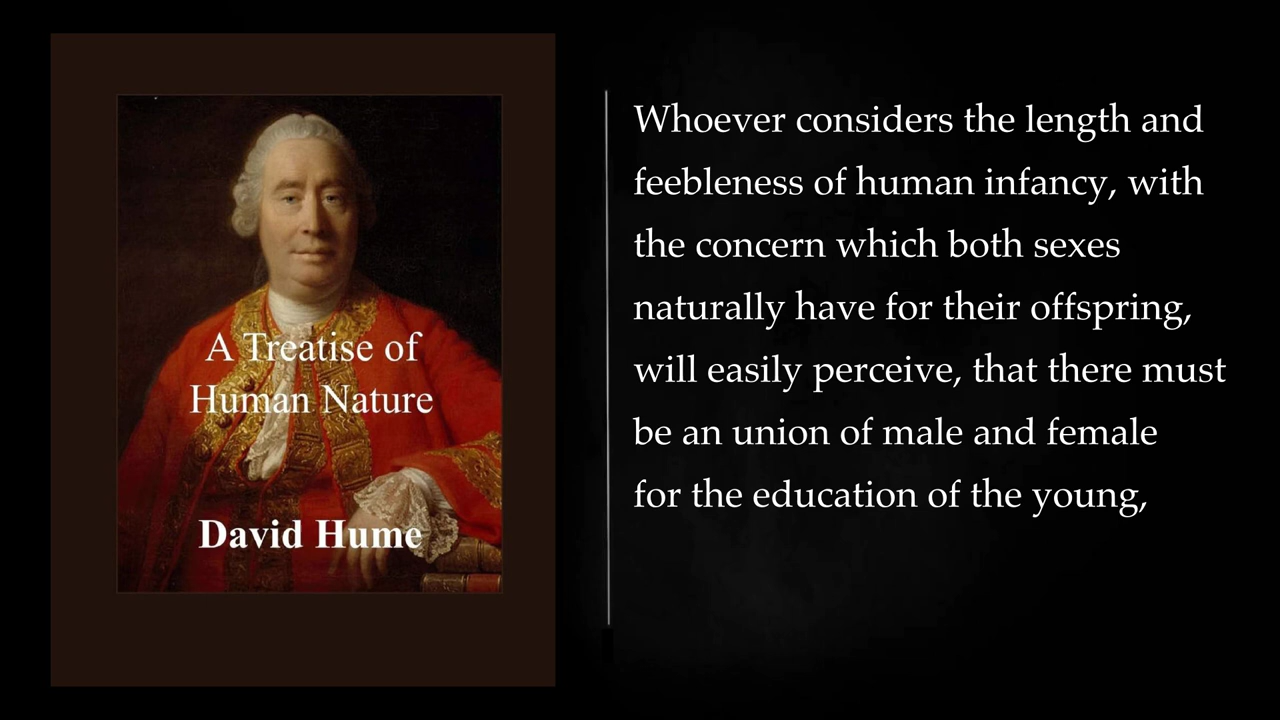 A Treatise of
Human Nature
David Hume
Whoever considers the length and
feebleness of human infancy, with
the concern which both sexes
naturally have for their offspring,
will easily perceive, that there must
be an union of male and female
for the education of the young,